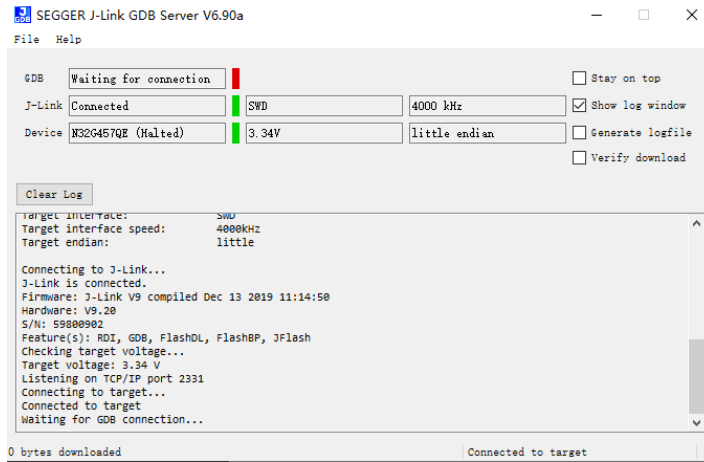 SEGGER J-Link GDB Server V6.90a
File Help
GDB Waiting for connection Stay on top
J-Link Connected SWD 4000 kHz Show log window
Device N32G457QE (Halted) 3.34V little endian Generate logfile
Verify download
Clear Log
Target interface: SWD
Target interface speed: 4000kHz
Target endian: little
Connecting to J-Link...
J-Link is connected.
Firmware: J-Link V9 compiled Dec 13 2019 11:14:50
Hardware: V9.20
S/N: 59800902
Feature(s): RDI, GDB, FlashDL, FlashBP, JFlash
Checking target voltage...
Target voltage: 3.34 V
Listening on TCP/IP port 2331
Connecting to target...
Connected to target
Waiting for GDB connection...
0 bytes downloaded Connected to target